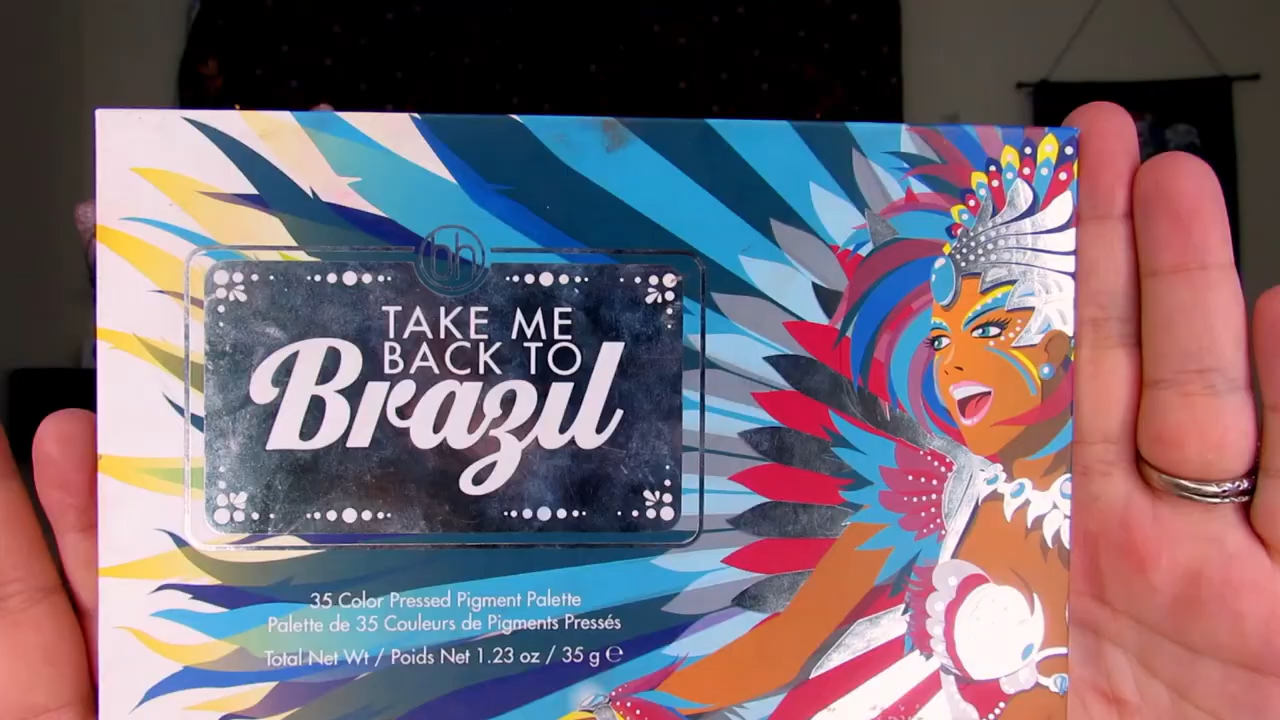 bh
TAKE ME
BACK TO
Brazil
35 Color Pressed Pigment Palette
Palette de 35 Couleurs de Pigments Pressés
Total Net Wt / Poids Net 1.23 oz / 35 g ℮